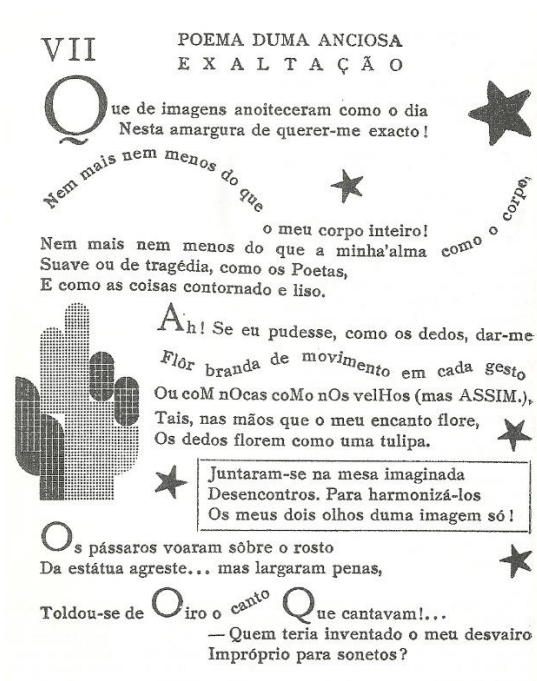 VII
POEMA DUMA ANCIOSA
EXALTAÇÃO
Que de imagens anoiteceram como o dia
Nesta amargura de querer-me exacto!
Nem mais nem menos do que
o meu corpo inteiro!
Nem mais nem menos do que a minha'alma como o corpo,
Suave ou de tragédia, como os Poetas,
E como as coisas contornado e liso.
Ah! Se eu pudesse, como os dedos, dar-me
Flôr branda de movimento em cada gesto
Ou coM nOcas coMo nOs velHos (mas ASSIM.),
Tais, nas mãos que o meu encanto flore,
Os dedos florem como uma tulipa.
Juntaram-se na mesa imaginada
Desencontros. Para harmonizá-los
Os meus dois olhos duma imagem só!
Os pássaros voaram sôbre o rosto
Da estátua agreste... mas largaram penas,
Toldou-se de Oiro o canto Que cantavam!...
— Quem teria inventado o meu desvairo
Impróprio para sonetos?